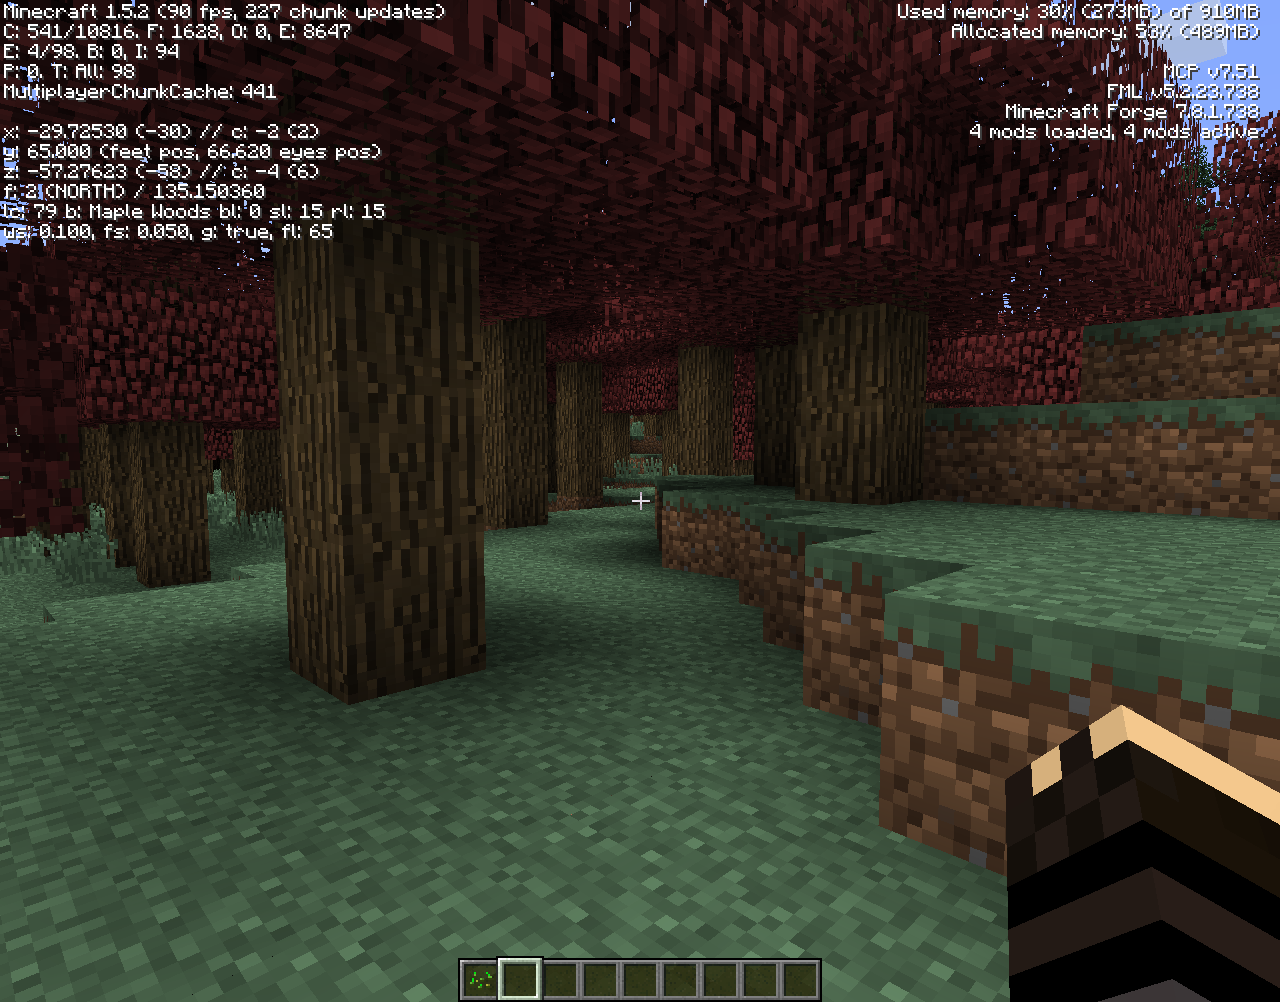 Minecraft 1.5.2 (90 fps, 227 chunk updates)
C: 541/10816. F: 1628, O: 0, E: 8647
E: 4/98. B: 0, I: 94
P: 0. T: All: 98
MultiplayerChunkCache: 441
x: -29.72530 (-30) // c: -2 (2)
y: 65.000 (feet pos, 66.620 eyes pos)
z: -57.27623 (-58) // c: -4 (6)
f: 2 (NORTH) / 135.150360
lc: 79 b: Maple Woods bl: 0 sl: 15 rl: 15
ws: 0.100, fs: 0.050, g: true, fl: 65
Used memory: 30% (273MB) of 910MB
Allocated memory: 53% (489MB)
MCP v7.51
FML v5.2.23.738
Minecraft Forge 7.8.1.738
4 mods loaded, 4 mods active